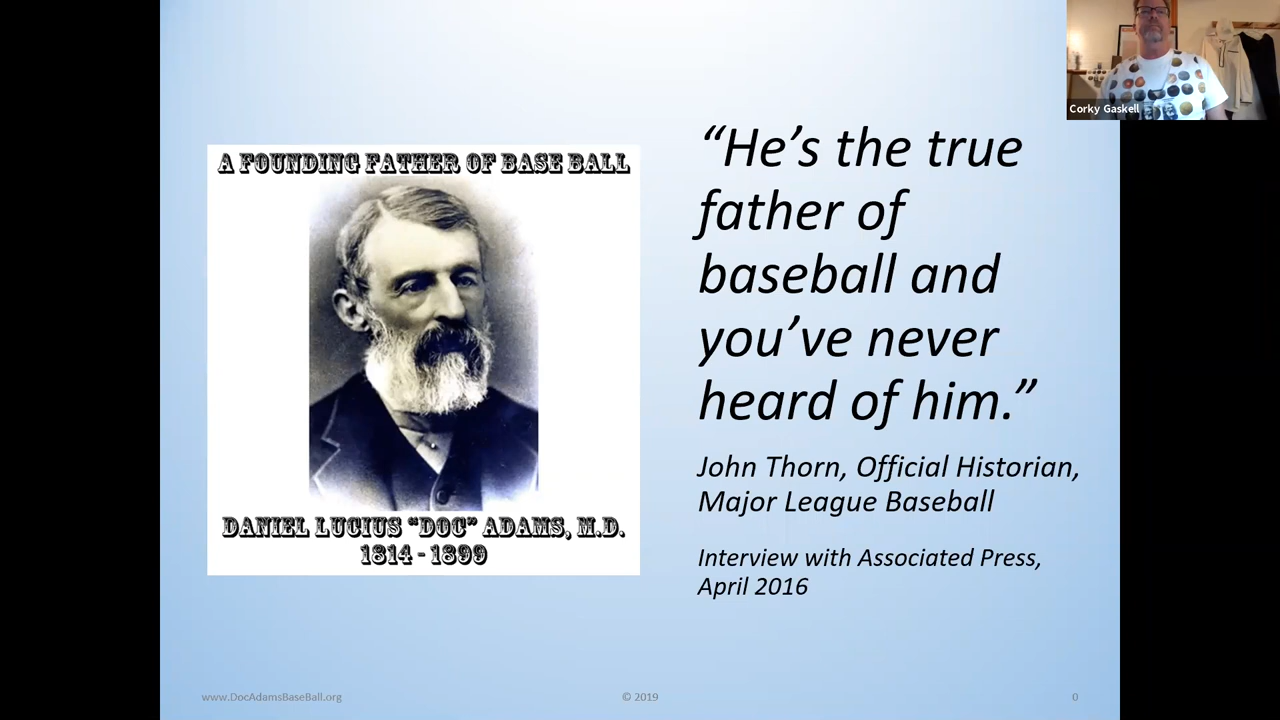 Corky Gaskell
A FOUNDING FATHER OF BASE BALL
DANIEL LUCIUS “DOC” ADAMS, M.D.
1814 - 1899
“He’s the true
father of
baseball and
you’ve never
heard of him.”
John Thorn, Official Historian,
Major League Baseball
Interview with Associated Press,
April 2016
www.DocAdamsBaseBall.org
© 2019
0